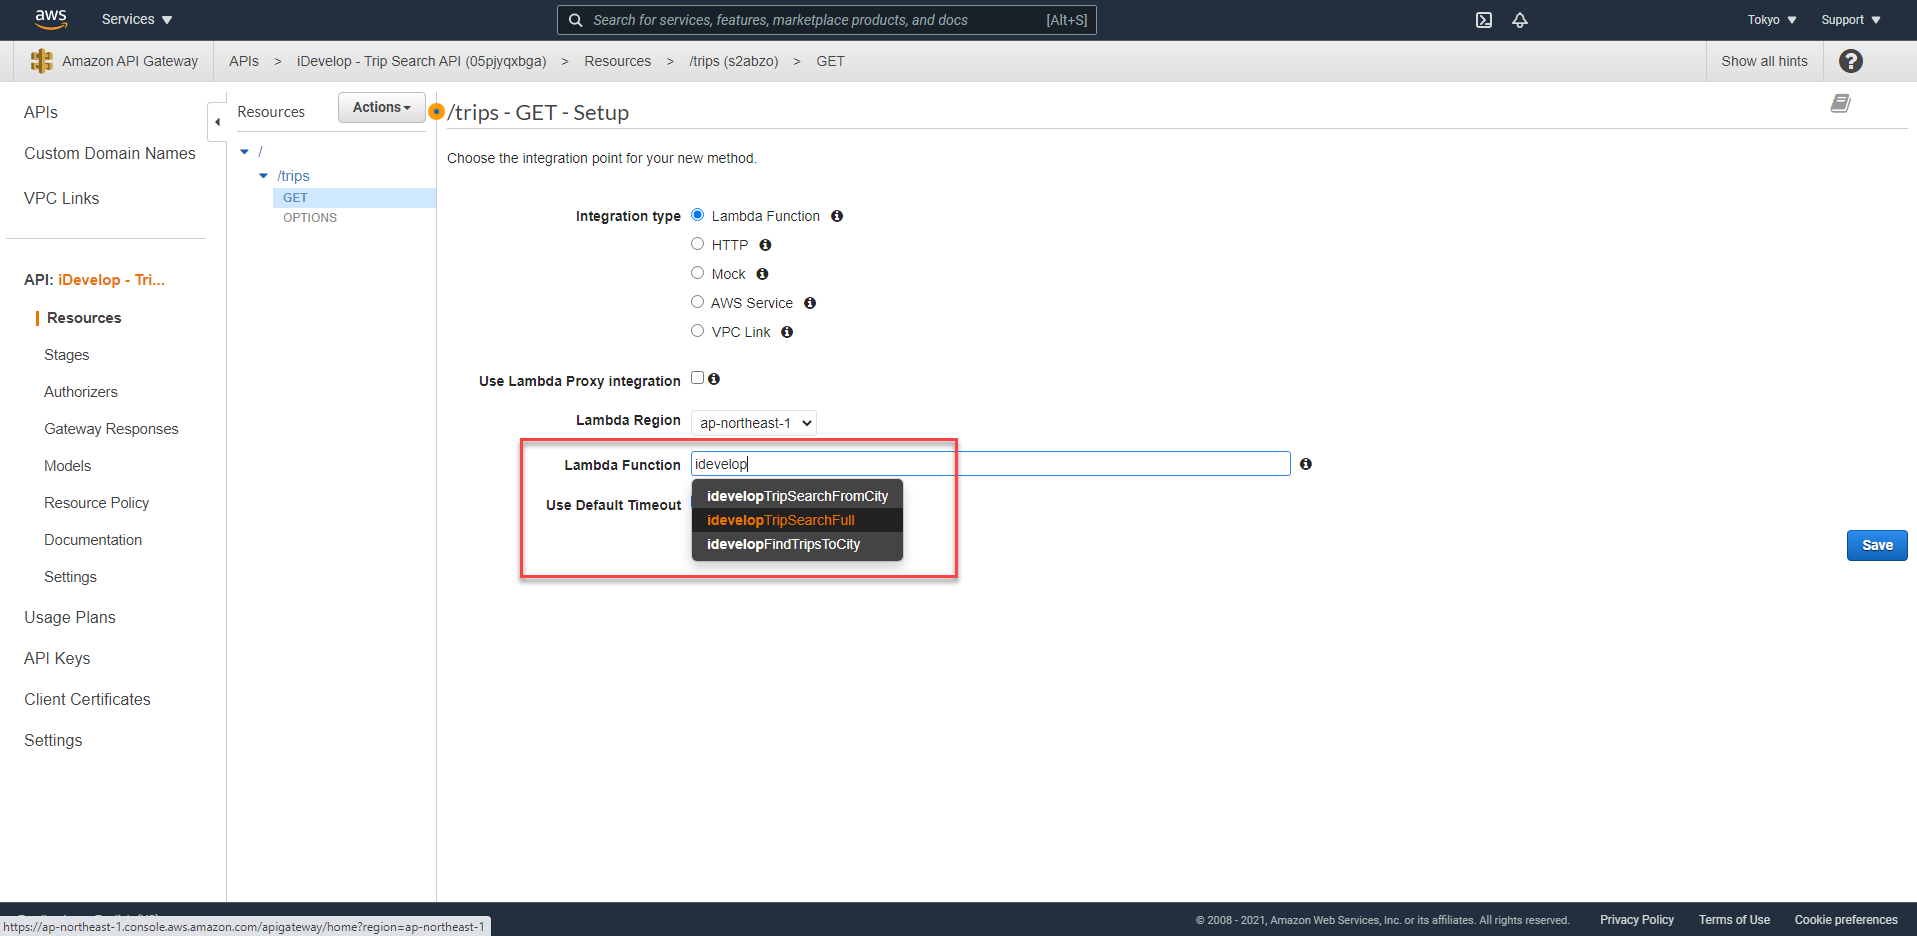 aws Services Search for services, features, marketplace products, and docs [Alt+S] Tokyo Support
Amazon API Gateway APIs > iDevelop - Trip Search API (05pjyqxbga) > Resources > /trips (s2abzo) > GET Show all hints
APIs
Custom Domain Names
VPC Links
API: iDevelop - Tri...
Resources
Stages
Authorizers
Gateway Responses
Models
Resource Policy
Documentation
Settings
Usage Plans
API Keys
Client Certificates
Settings
Resources Actions
/
/trips
GET
OPTIONS
/trips - GET - Setup
Choose the integration point for your new method.
Integration type Lambda Function
HTTP
Mock
AWS Service
VPC Link
Use Lambda Proxy integration
Lambda Region ap-northeast-1
Lambda Function idevelop
idevelopTripSearchFromCity
Use Default Timeout
idevelopTripSearchFull
idevelopFindTripsToCity
Save
https://ap-northeast-1.console.aws.amazon.com/apigateway/home?region=ap-northeast-1
© 2008 - 2021, Amazon Web Services, Inc. or its affiliates. All rights reserved. Privacy Policy Terms of Use Cookie preferences